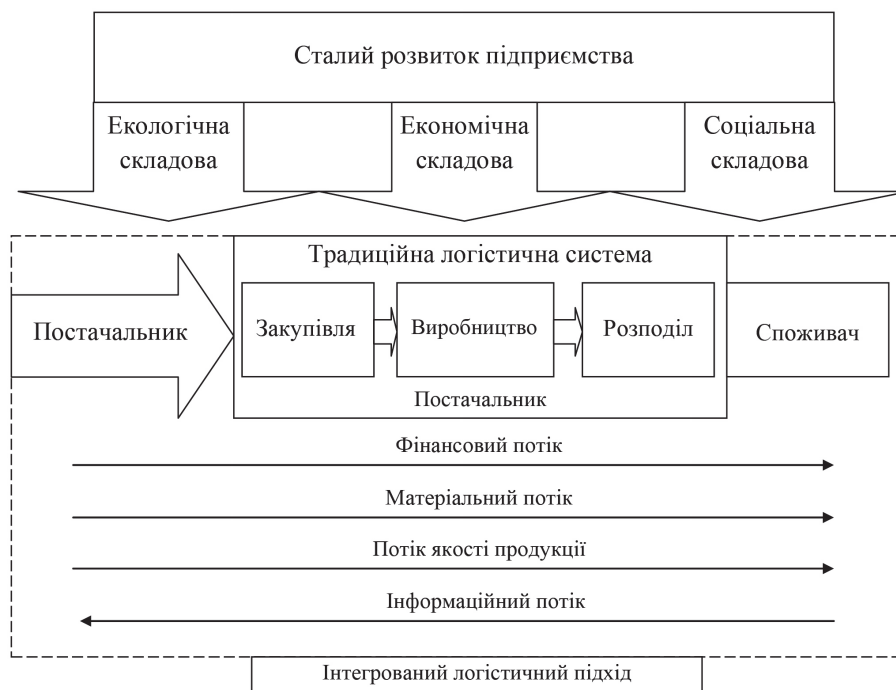 Сталий розвиток підприємства
Екологічна
складова
Економічна
складова
Соціальна
складова
Традиційна логістична система
Постачальник
Закупівля
Виробництво
Розподіл
Споживач
Постачальник
Фінансовий потік
Матеріальний потік
Потік якості продукції
Інформаційний потік
Інтегрований логістичний підхід